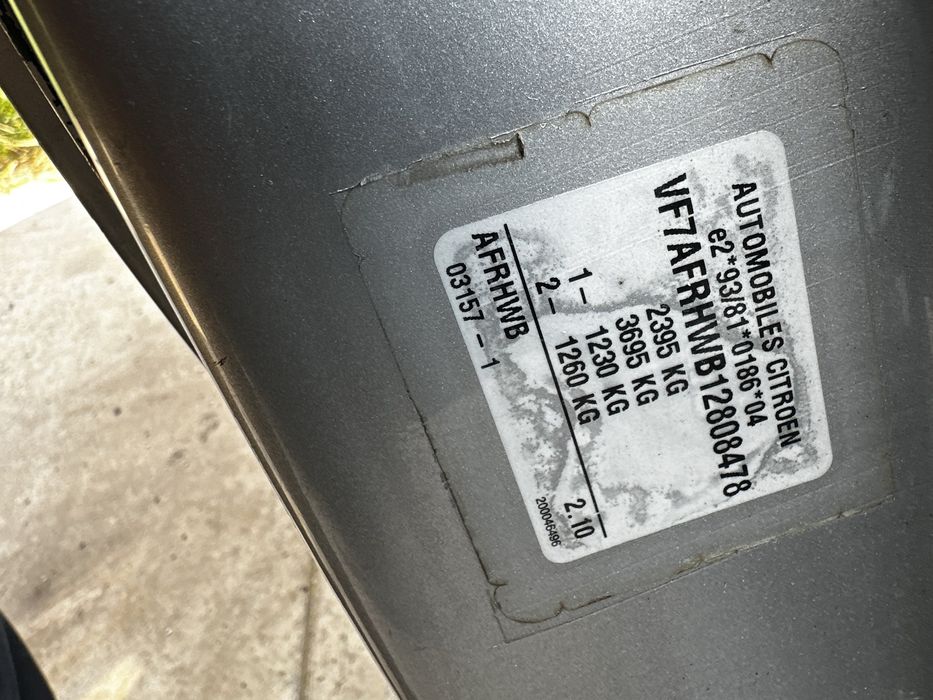 AUTOMOBILES CITROEN
e2*93/81*0186*04
VF7AFRHWB12808478
2395 KG
3695 KG
1– 1230 KG
2– 1260 KG
2.10
AFRHWB
03157 – 1
200046496